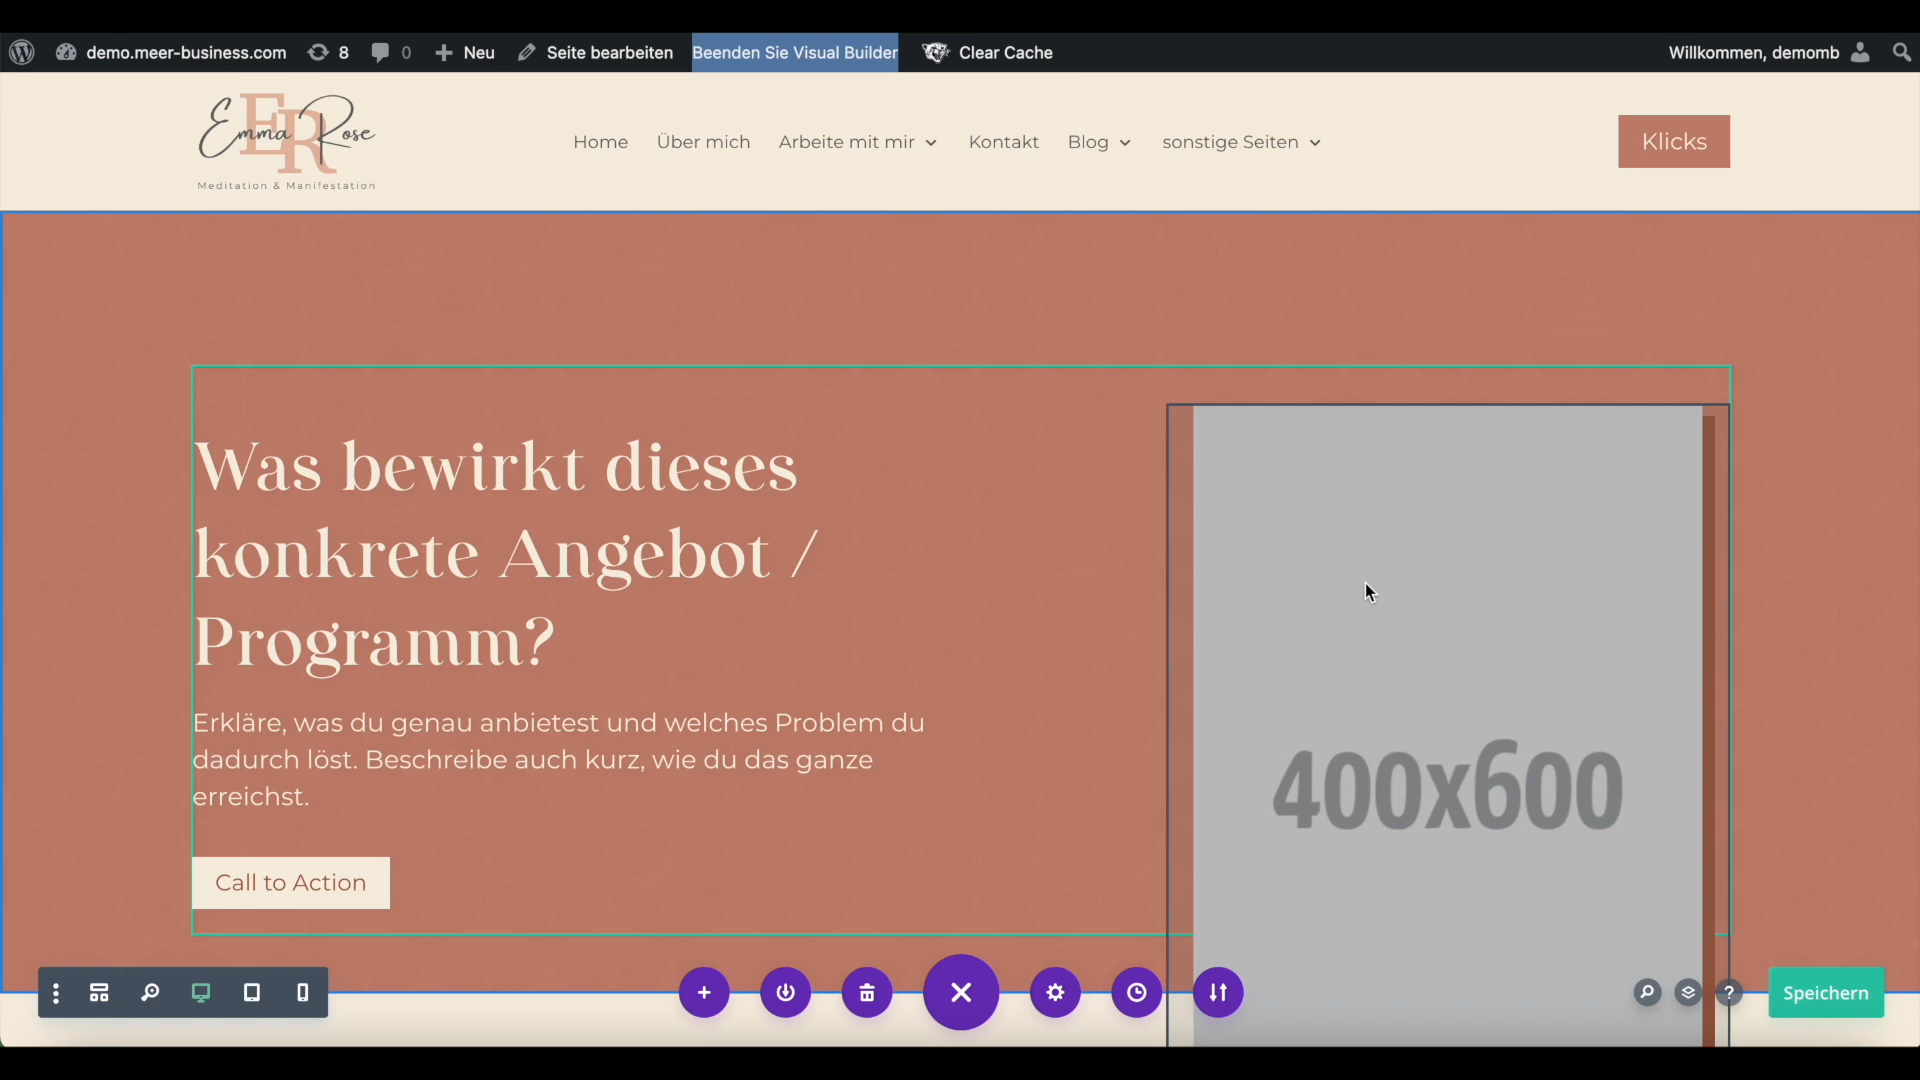 demo.meer-business.com 8 0 Neu Seite bearbeiten Beenden Sie Visual Builder Clear Cache Willkommen, demomb
ER
Emma Rose
Meditation & Manifestation
Home Über mich Arbeite mit mir Kontakt Blog sonstige Seiten Klicks
Was bewirkt dieses
konkrete Angebot /
Programm?
Erkläre, was du genau anbietest und welches Problem du
dadurch löst. Beschreibe auch kurz, wie du das ganze
erreichst.
Call to Action
400x600
? Speichern